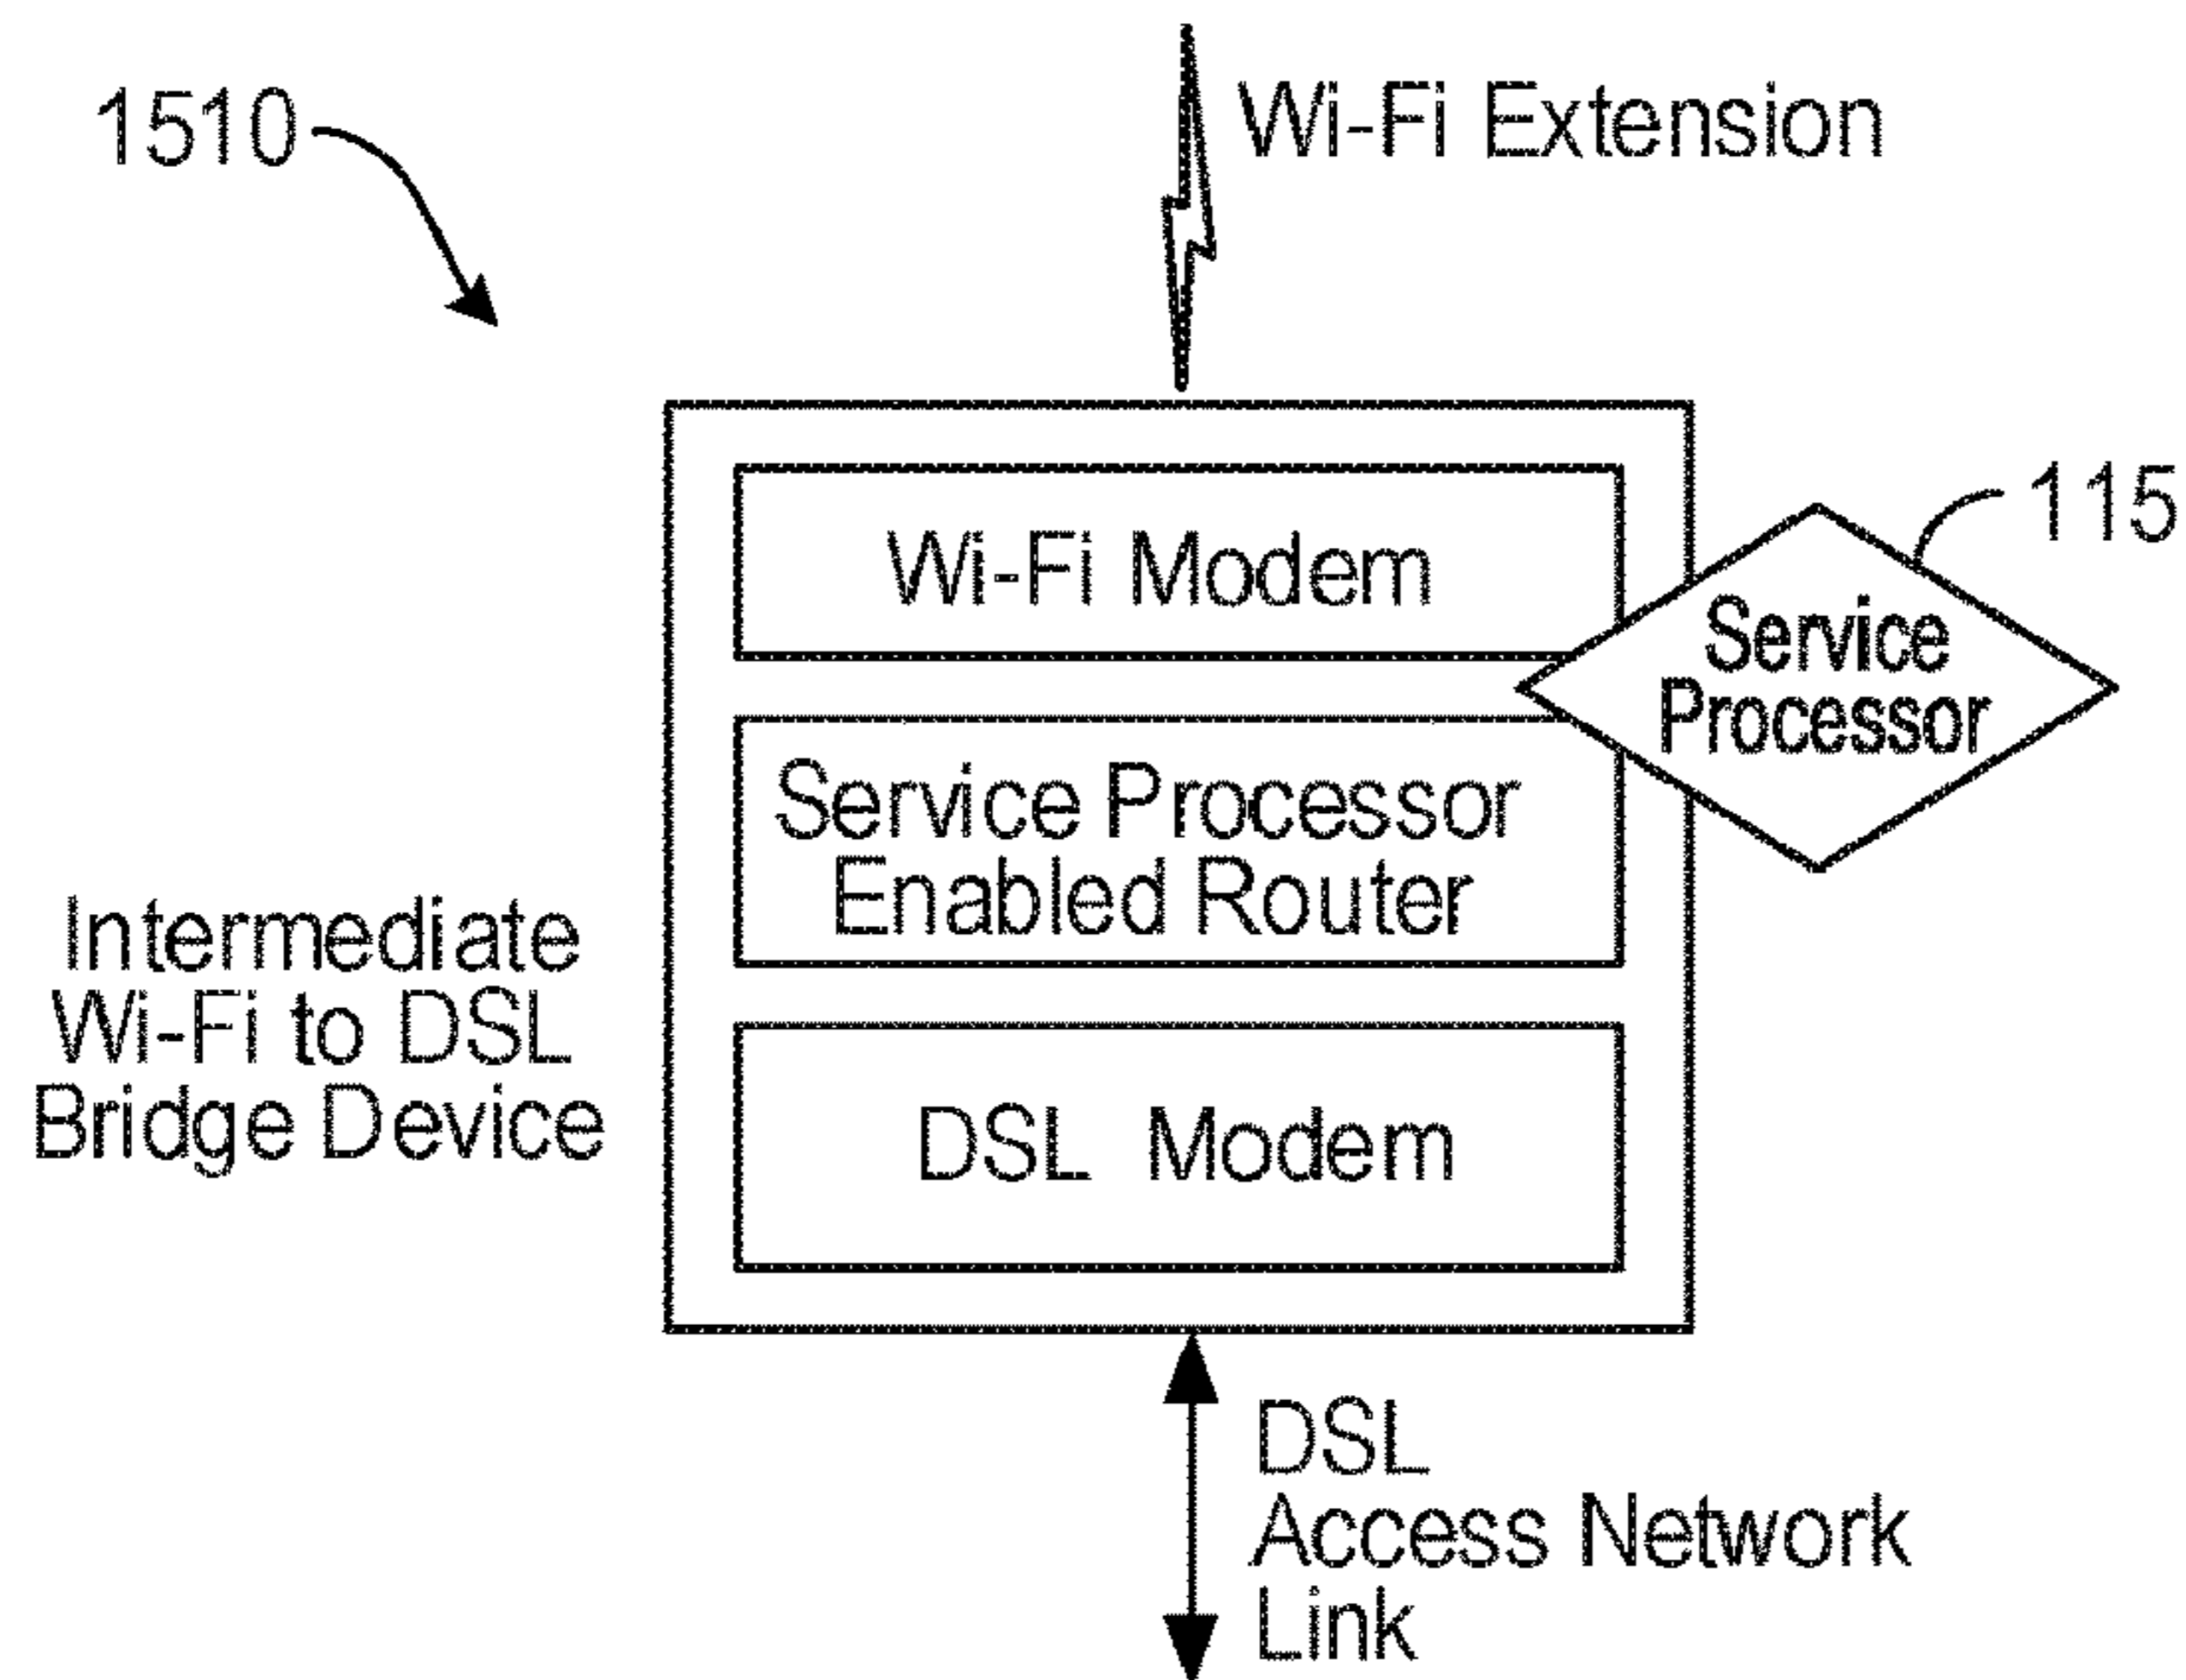 1510
Wi-Fi Extension
Wi-Fi Modem
115
Service
Processor
Service Processor
Enabled Router
Intermediate
Wi-Fi to DSL
Bridge Device
DSL Modem
DSL
Access Network
Link